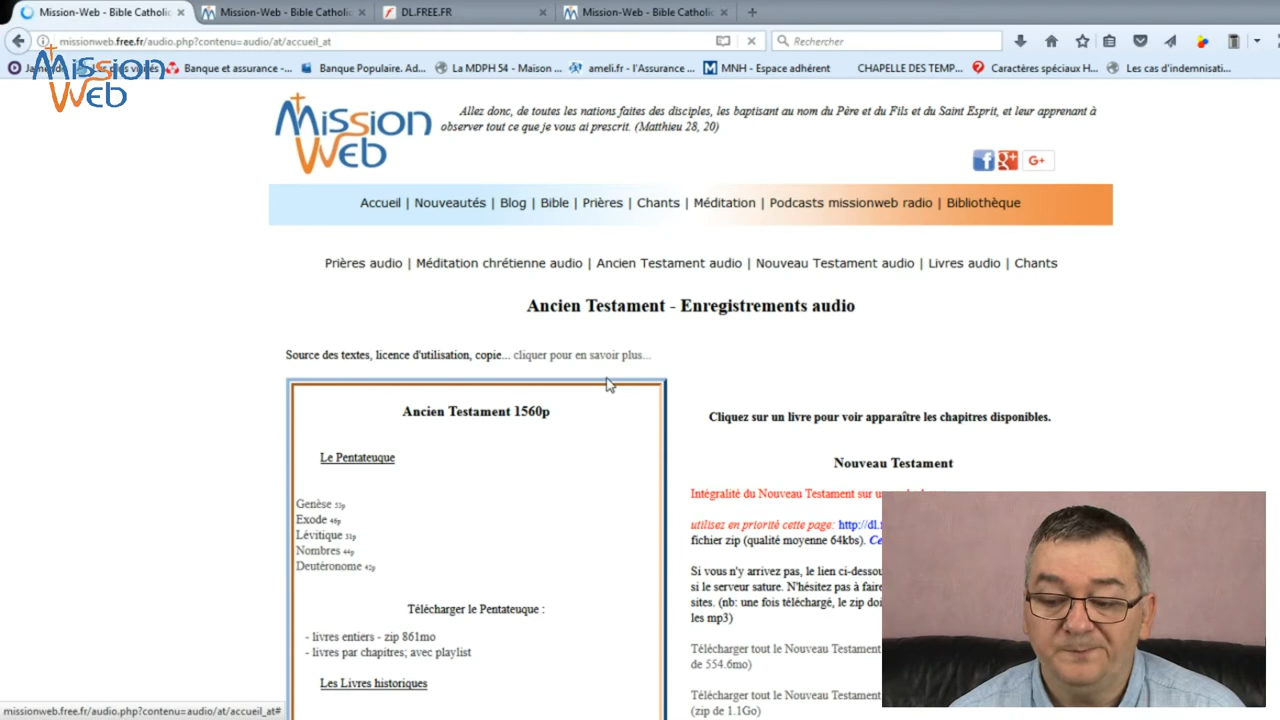 Mission-Web - Bible Catholic
Mission-Web - Bible Catholic
DL.FREE.FR
Mission-Web - Bible Catholic
missionweb.free.fr/audio.php?contenu=audio/at/accueil_at
Rechercher
Banque et assurance -...
Banque Populaire. Ad...
La MDPH 54 - Maison ...
ameli.fr - l'Assurance ...
MNH - Espace adhérent
CHAPELLE DES TEMP...
Caractères spéciaux H...
Les cas d'indemnisati...
Mission
Web
Mission
Web
Allez donc, de toutes les nations faites des disciples, les baptisant au nom du Père et du Fils et du Saint Esprit, et leur apprenant à
observer tout ce que je vous ai prescrit. (Matthieu 28, 20)
G+
Accueil | Nouveautés | Blog | Bible | Prières | Chants | Méditation | Podcasts missionweb radio | Bibliothèque
Prières audio | Méditation chrétienne audio | Ancien Testament audio | Nouveau Testament audio | Livres audio | Chants
Ancien Testament - Enregistrements audio
Source des textes, licence d'utilisation, copie... cliquer pour en savoir plus...
Ancien Testament 1560p
Le Pentateuque
Genèse 53p
Exode 46p
Lévitique 31p
Nombres 44p
Deutéronome 42p
Télécharger le Pentateuque :
- livres entiers - zip 861mo
- livres par chapitres; avec playlist
Les Livres historiques
Cliquez sur un livre pour voir apparaître les chapitres disponibles.
Nouveau Testament
Intégralité du Nouveau Testament sur
utilisez en priorité cette page: http://dl.f
fichier zip (qualité moyenne 64kbs). Ce
Si vous n'y arrivez pas, le lien ci-dessou
si le serveur sature. N'hésitez pas à faire
sites. (nb: une fois téléchargé, le zip doi
les mp3)
Télécharger tout le Nouveau Testament
de 554.6mo)
Télécharger tout le Nouveau Testament
(zip de 1.1Go)
missionweb.free.fr/audio.php?contenu=audio/at/accueil_at#